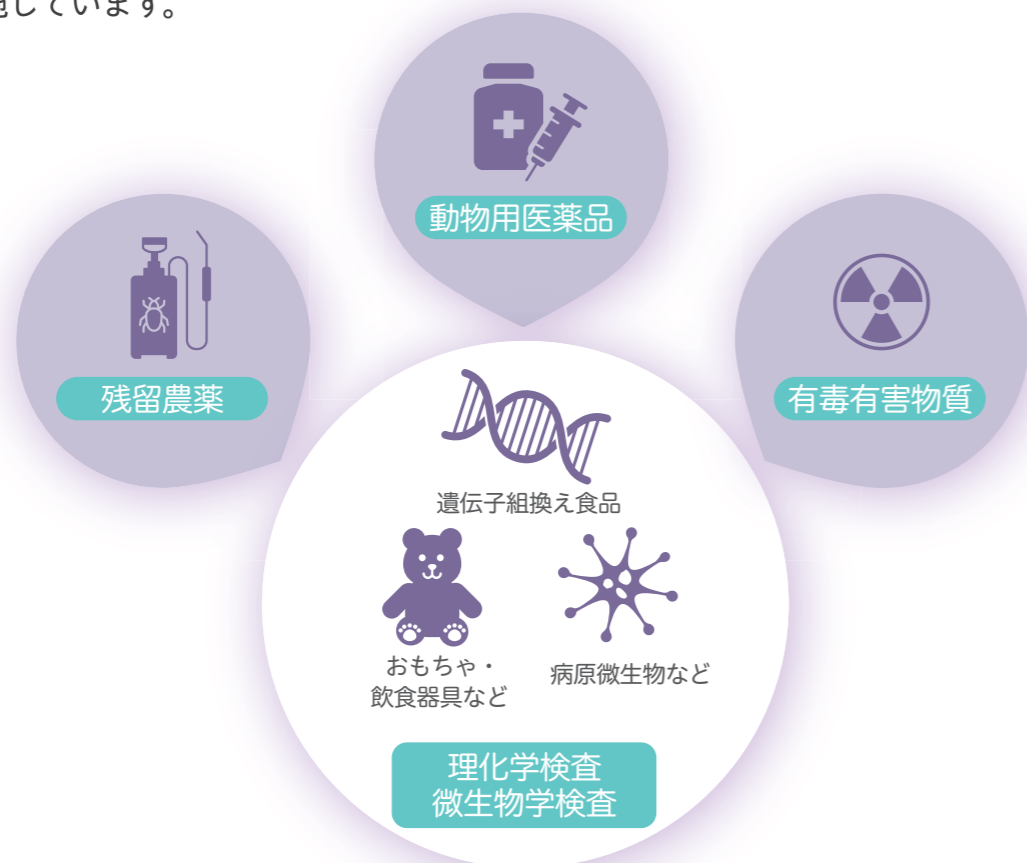 しています。
動物用医薬品
残留農薬
有毒有害物質
遺伝子組換え食品
おもちゃ・
飲食器具など
病原微生物など
理化学検査
微生物学検査